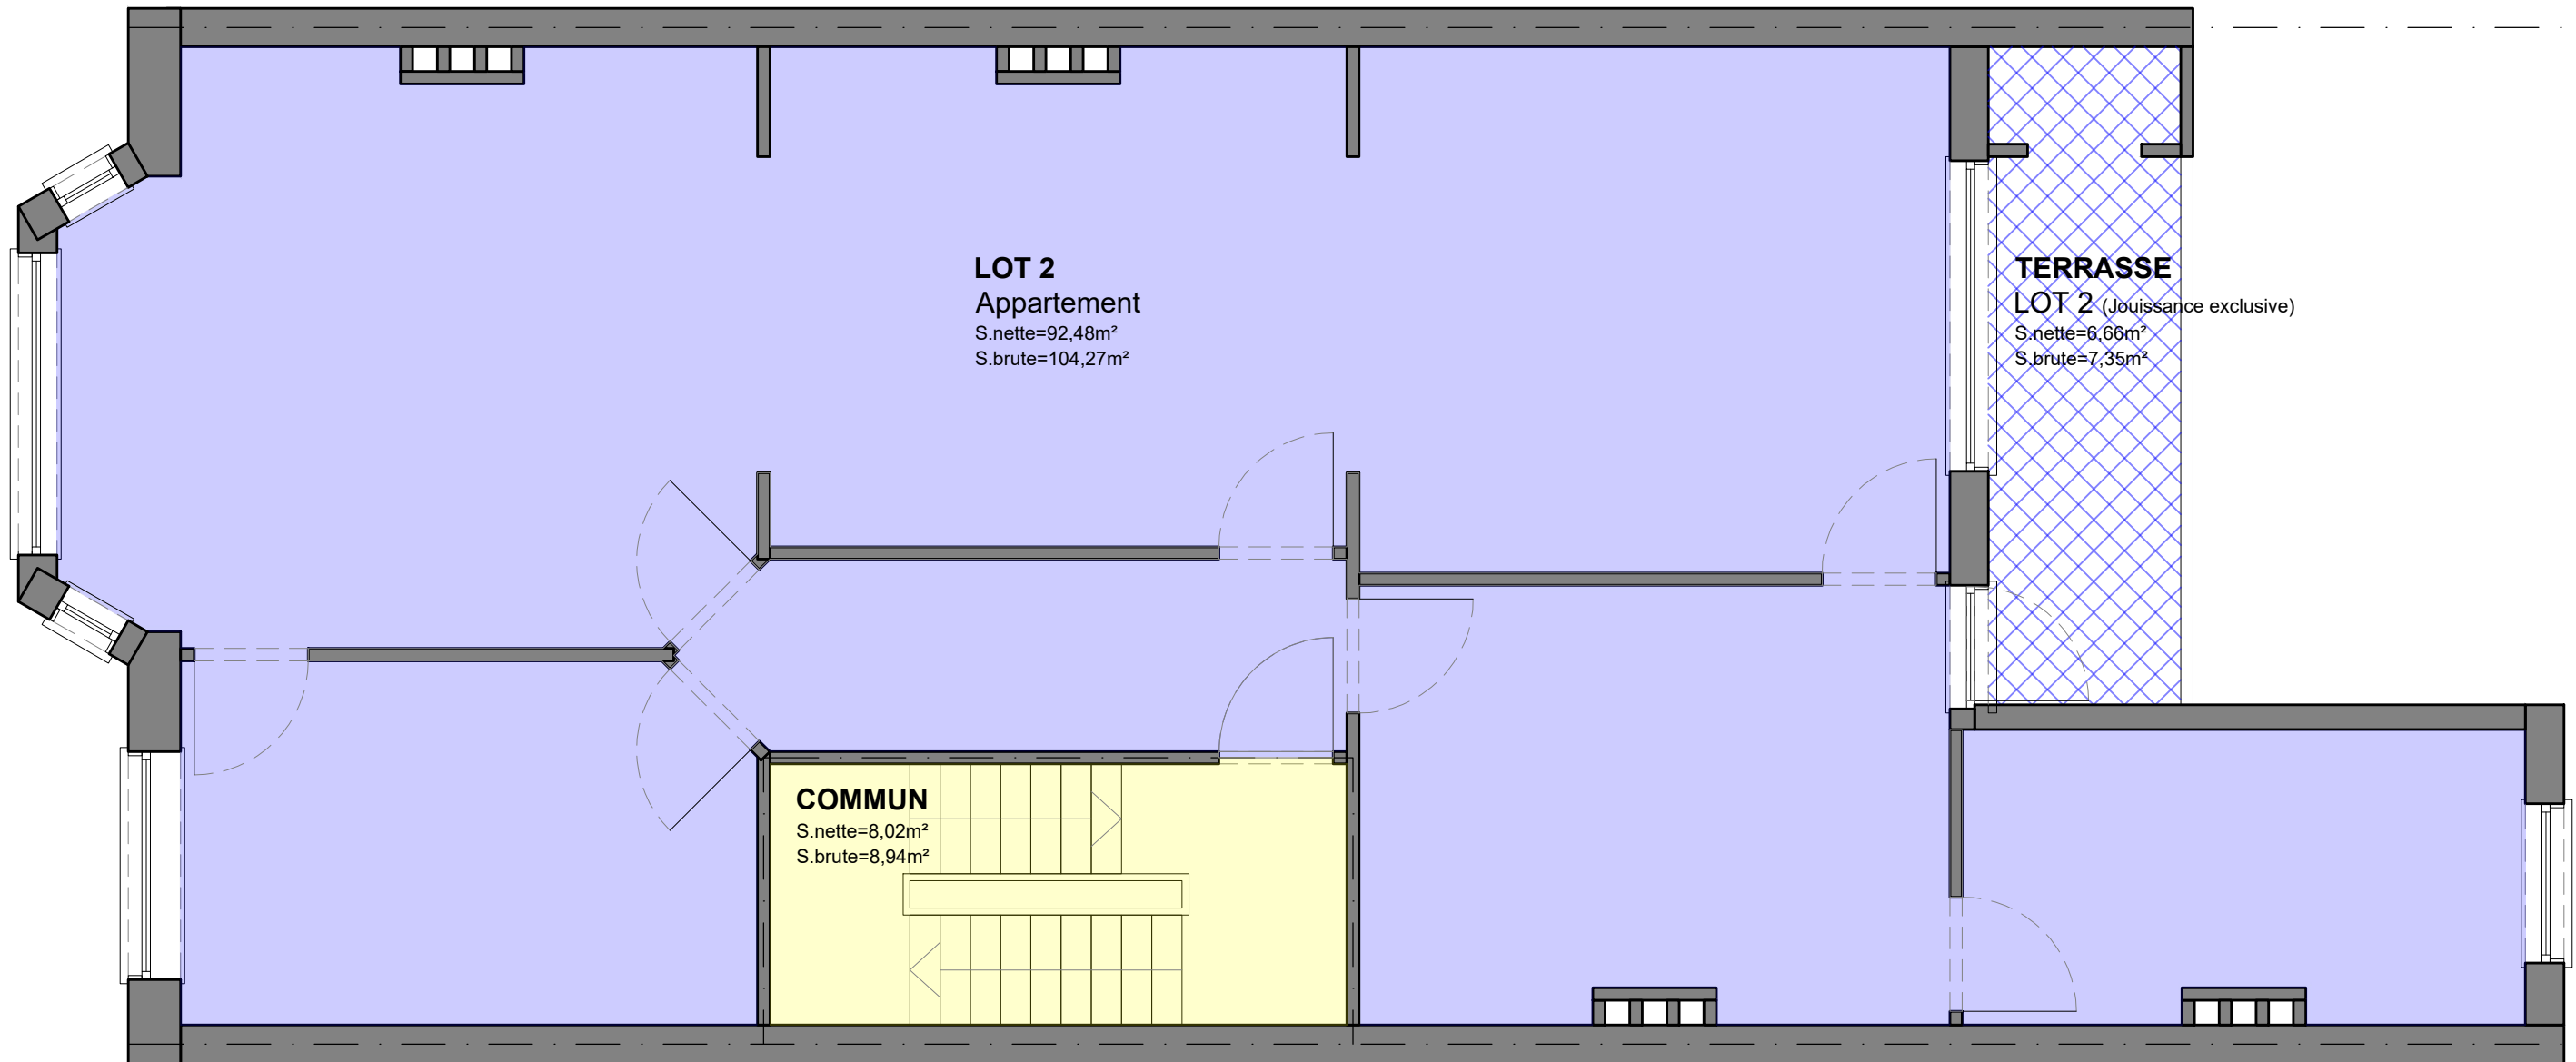 LOT 2
Appartement
S.nette=92,48m²
S.brute=104,27m²
TERRASSE
LOT 2 (Jouissance exclusive)
S.nette=6,66m²
S.brute=7,35m²
COMMUN
S.nette=8,02m²
S.brute=8,94m²